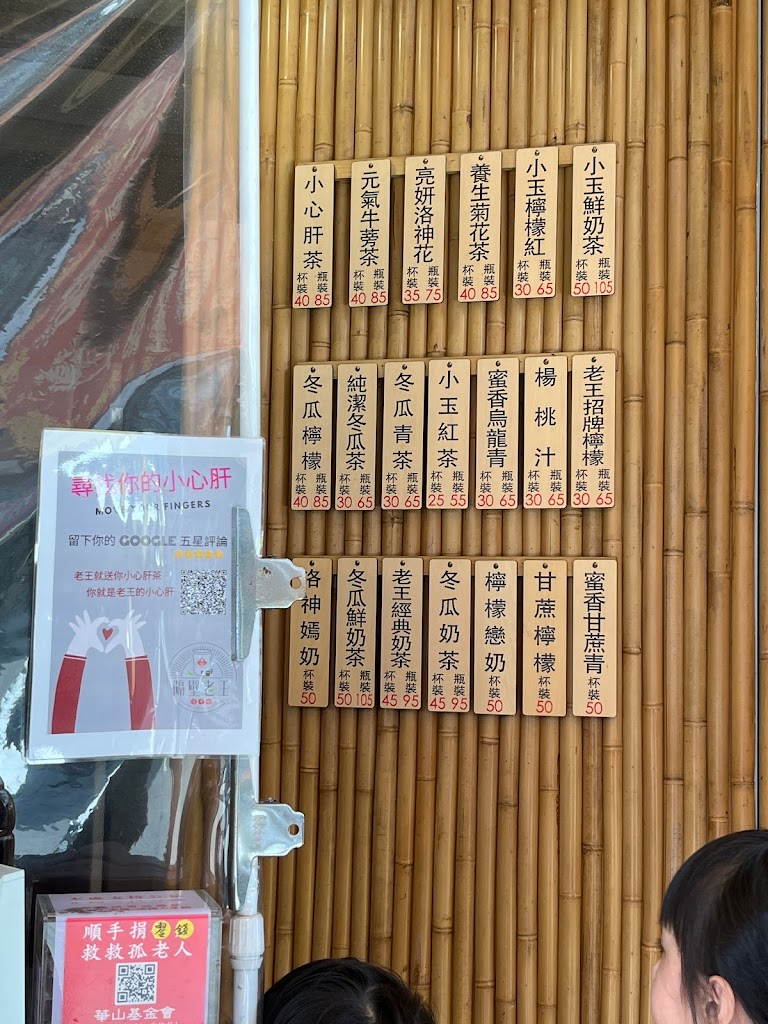 小玉鮮奶茶
杯裝 50 瓶裝 105
小玉檸檬紅
杯裝 30 瓶裝 65
養生菊花茶
杯裝 40 瓶裝 85
亮妍洛神花
杯裝 35 瓶裝 75
元氣牛蒡茶
杯裝 40 瓶裝 85
小心肝茶
杯裝 40 瓶裝 85
老王招牌檸檬
杯裝 30 瓶裝 65
楊桃汁
杯裝 30 瓶裝 65
蜜香烏龍青
杯裝 30 瓶裝 65
小玉紅茶
杯裝 25 瓶裝 55
冬瓜青茶
杯裝 30 瓶裝 65
純潔冬瓜茶
杯裝 30 瓶裝 65
冬瓜檸檬
杯裝 40 瓶裝 85
蜜香甘蔗青
杯裝 50
甘蔗檸檬
杯裝 50
檸檬戀奶
杯裝 50
冬瓜奶茶
杯裝 45 瓶裝 95
老王經典奶茶
杯裝 45 瓶裝 95
冬瓜鮮奶茶
杯裝 50 瓶裝 105
洛神嫣奶
杯裝 50
尋找你的小心肝
MOVE YOUR FINGERS
留下你的 GOOGLE 五星評論
老王就送你小心肝茶
你就是老王的小心肝
隔壁老王
順手捐零錢
救救孤老人
華山基金會